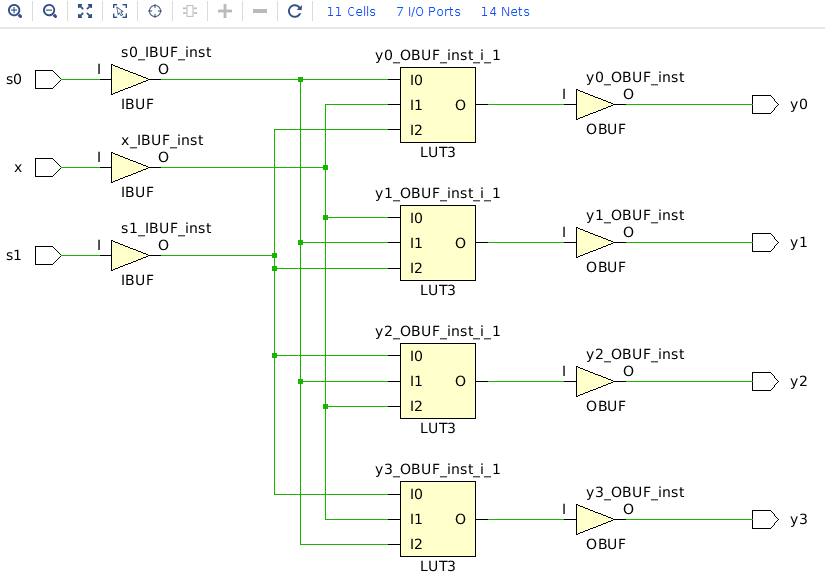 11 Cells 7 I/O Ports 14 Nets
s0 I s0_IBUF_inst O IBUF
x I x_IBUF_inst O IBUF
s1 I s1_IBUF_inst O IBUF
y0_OBUF_inst_i_1
I0
I1 O
I2
LUT3
y0_OBUF_inst
I O y0
OBUF
y1_OBUF_inst_i_1
I0
I1 O
I2
LUT3
y1_OBUF_inst
I O y1
OBUF
y2_OBUF_inst_i_1
I0
I1 O
I2
LUT3
y2_OBUF_inst
I O y2
OBUF
y3_OBUF_inst_i_1
I0
I1 O
I2
LUT3
y3_OBUF_inst
I O y3
OBUF